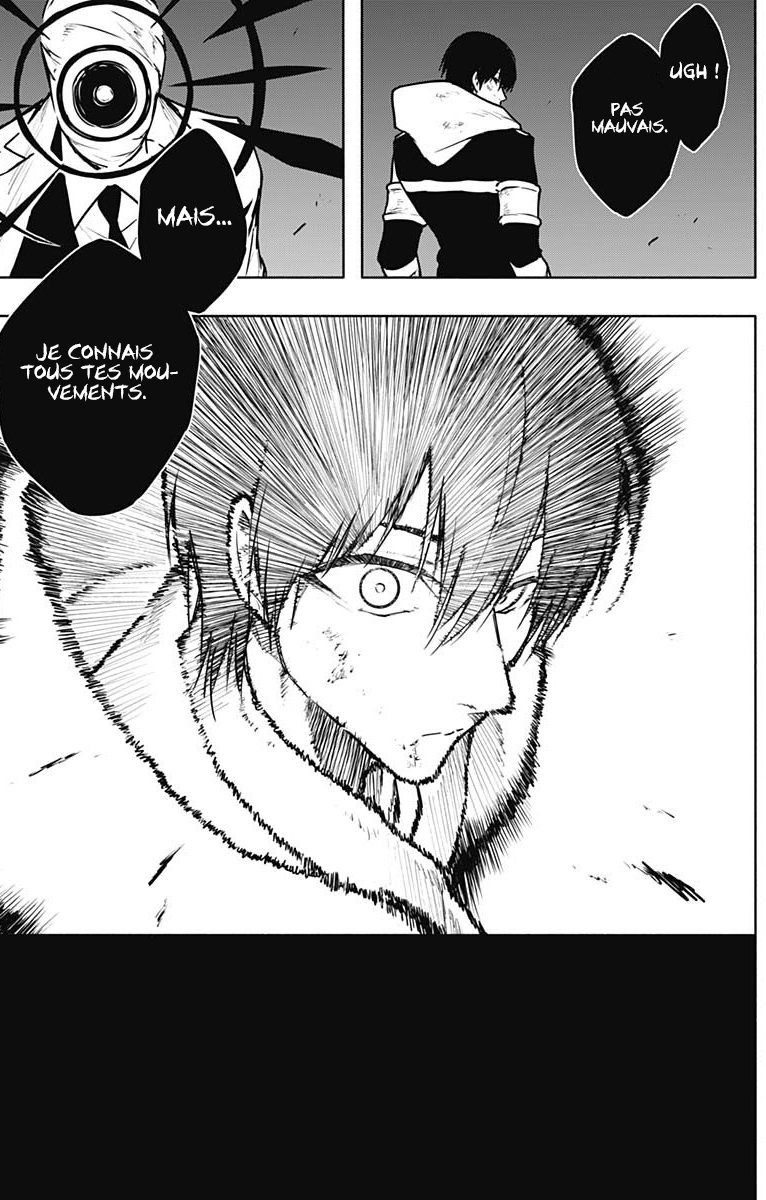 UGH !
PAS
MAUVAIS.
MAIS...
JE CONNAIS
TOUS TES MOU-
VEMENTS.